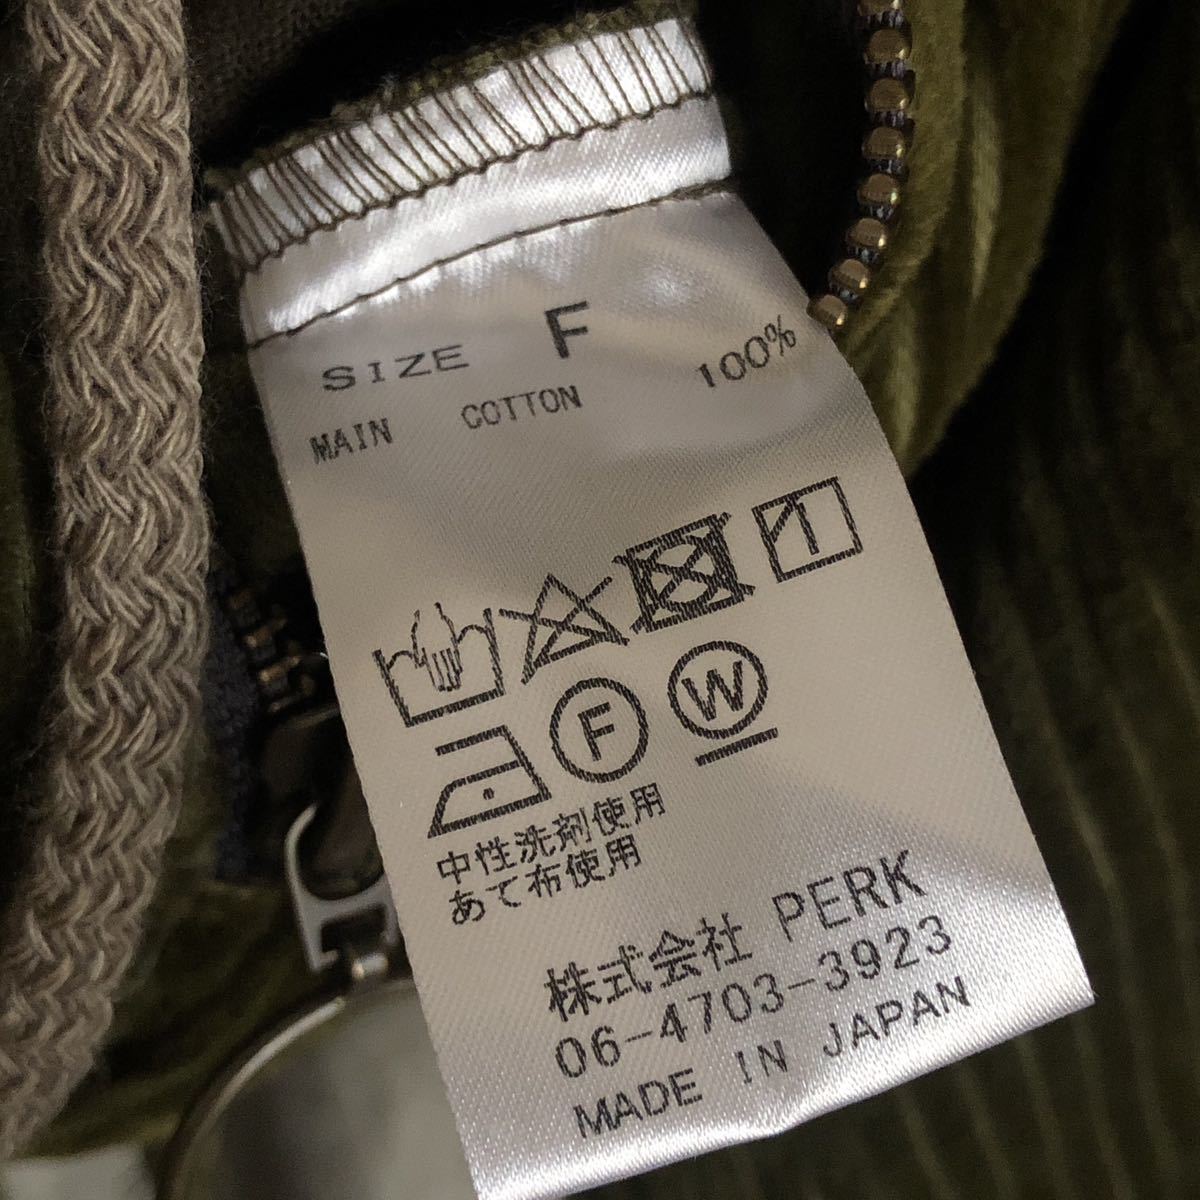 SIZE F
MAIN COTTON 100%
F W
中性洗剤使用
あて布使用
株式会社 PERK
06-4703-3923
MADE IN JAPAN